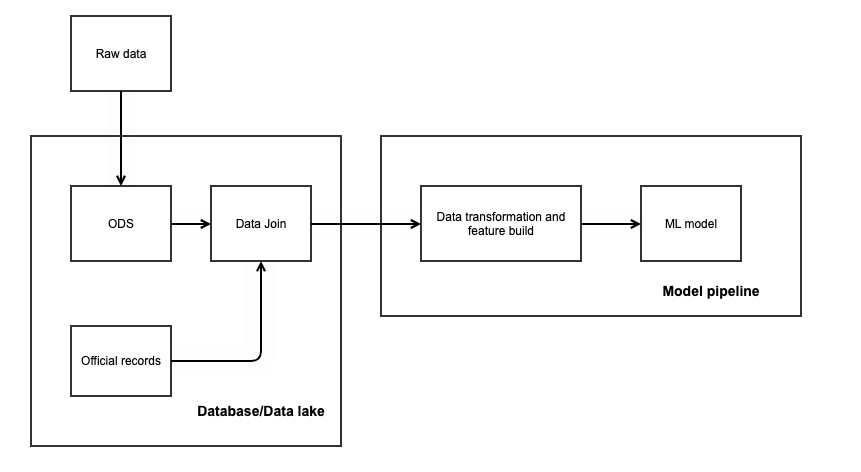 Raw data
ODS
Data Join
Data transformation and
feature build
ML model
Model pipeline
Official records
Database/Data lake